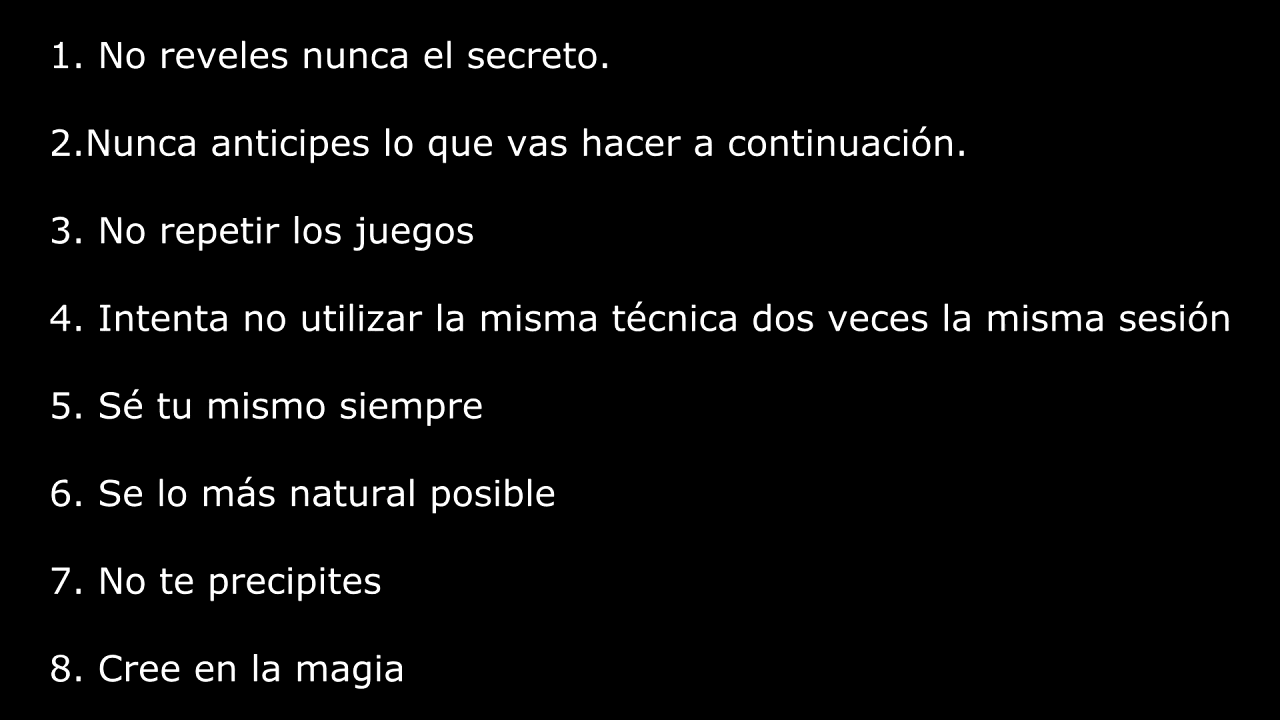 1. No reveles nunca el secreto.
2.Nunca anticipes lo que vas hacer a continuación.
3. No repetir los juegos
4. Intenta no utilizar la misma técnica dos veces la misma sesión
5. Sé tu mismo siempre
6. Se lo más natural posible
7. No te precipites
8. Cree en la magia